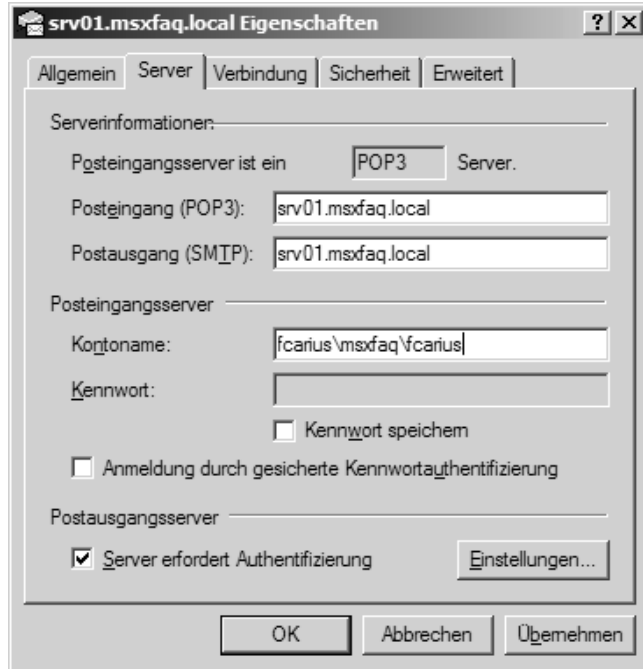 srv01.msxfaq.local Eigenschaften
Allgemein Server Verbindung Sicherheit Erweitert
Serverinformationen
Posteingangsserver ist ein POP3 Server.
Posteingang (POP3): srv01.msxfaq.local
Postausgang (SMTP): srv01.msxfaq.local
Posteingangsserver
Kontoname: fcarius\msxfaq\fcarius
Kennwort:
Kennwort speichern
Anmeldung durch gesicherte Kennwortauthentifizierung
Postausgangsserver
Server erfordert Authentifizierung Einstellungen...
OK Abbrechen Übernehmen